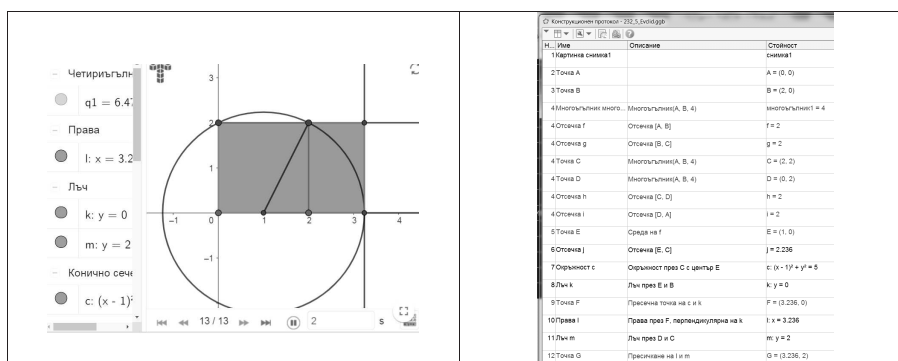 Четириъгълн
q1 = 6.47
Права
l: x = 3.2
Лъч
k: y = 0
m: y = 2
Конично сече
c: (x - 1)²
3
2
1
−1
0
1
2
3
4
−1
13 / 13
2
s
Конструкционен протокол - 232_5_Evclid.ggb
Н... Име Описание Стойност
1 Картинка снимка1 снимка1
2 Точка A A = (0, 0)
3 Точка B B = (2, 0)
4 Многоъгълник много... Многоъгълник(A, B, 4) многоъгълник1 = 4
4 Отсечка f Отсечка [A, B] f = 2
4 Отсечка g Отсечка [B, C] g = 2
4 Точка C Многоъгълник(A, B, 4) C = (2, 2)
4 Точка D Многоъгълник(A, B, 4) D = (0, 2)
4 Отсечка h Отсечка [C, D] h = 2
4 Отсечка i Отсечка [D, A] i = 2
5 Точка E Среда на f E = (1, 0)
6 Отсечка j Отсечка [E, C] j = 2.236
7 Окръжност c Окръжност през C с център E c: (x - 1)² + y² = 5
8 Лъч k Лъч през E и B k: y = 0
9 Точка F Пресечна точка на c и k F = (3.236, 0)
10 Права l Права през F, перпендикулярна на k l: x = 3.236
11 Лъч m Лъч през D и C m: y = 2
12 Точка G Пресичане на l и m G = (3.236, 2)